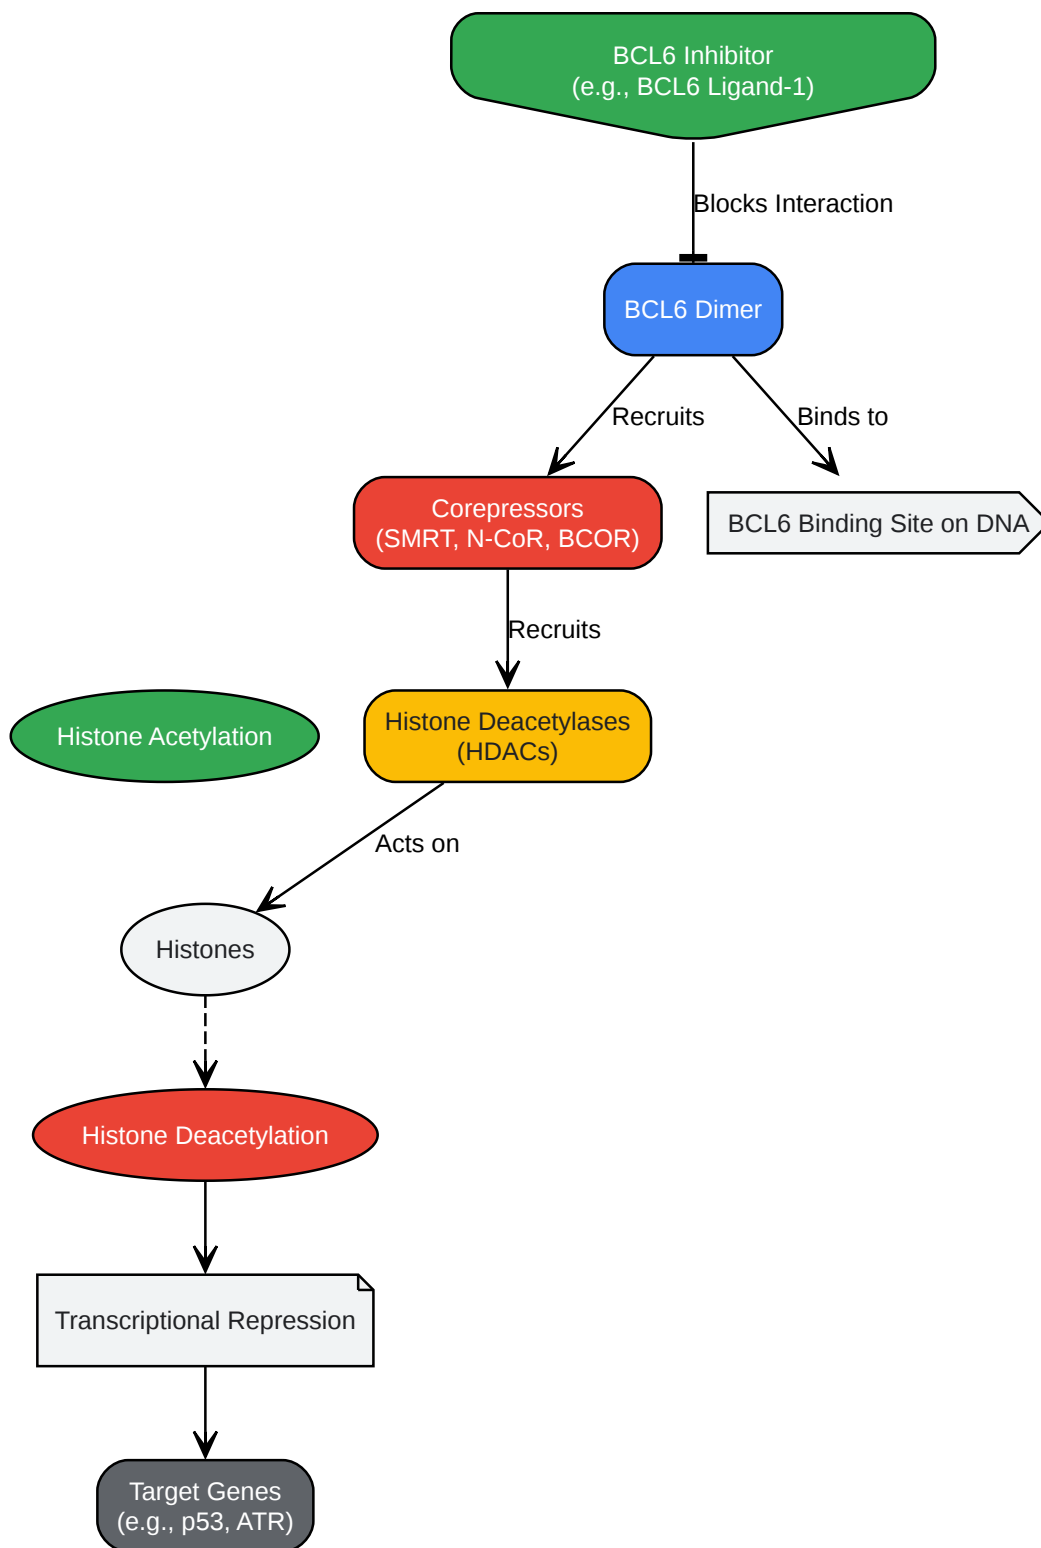 BCL6 Inhibitor
(e.g., BCL6 Ligand-1)
Blocks Interaction
BCL6 Dimer
Recruits
Binds to
Corepressors
(SMRT, N-CoR, BCOR)
BCL6 Binding Site on DNA
Recruits
Histone Acetylation
Histone Deacetylases
(HDACs)
Acts on
Histones
Histone Deacetylation
Transcriptional Repression
Target Genes
(e.g., p53, ATR)